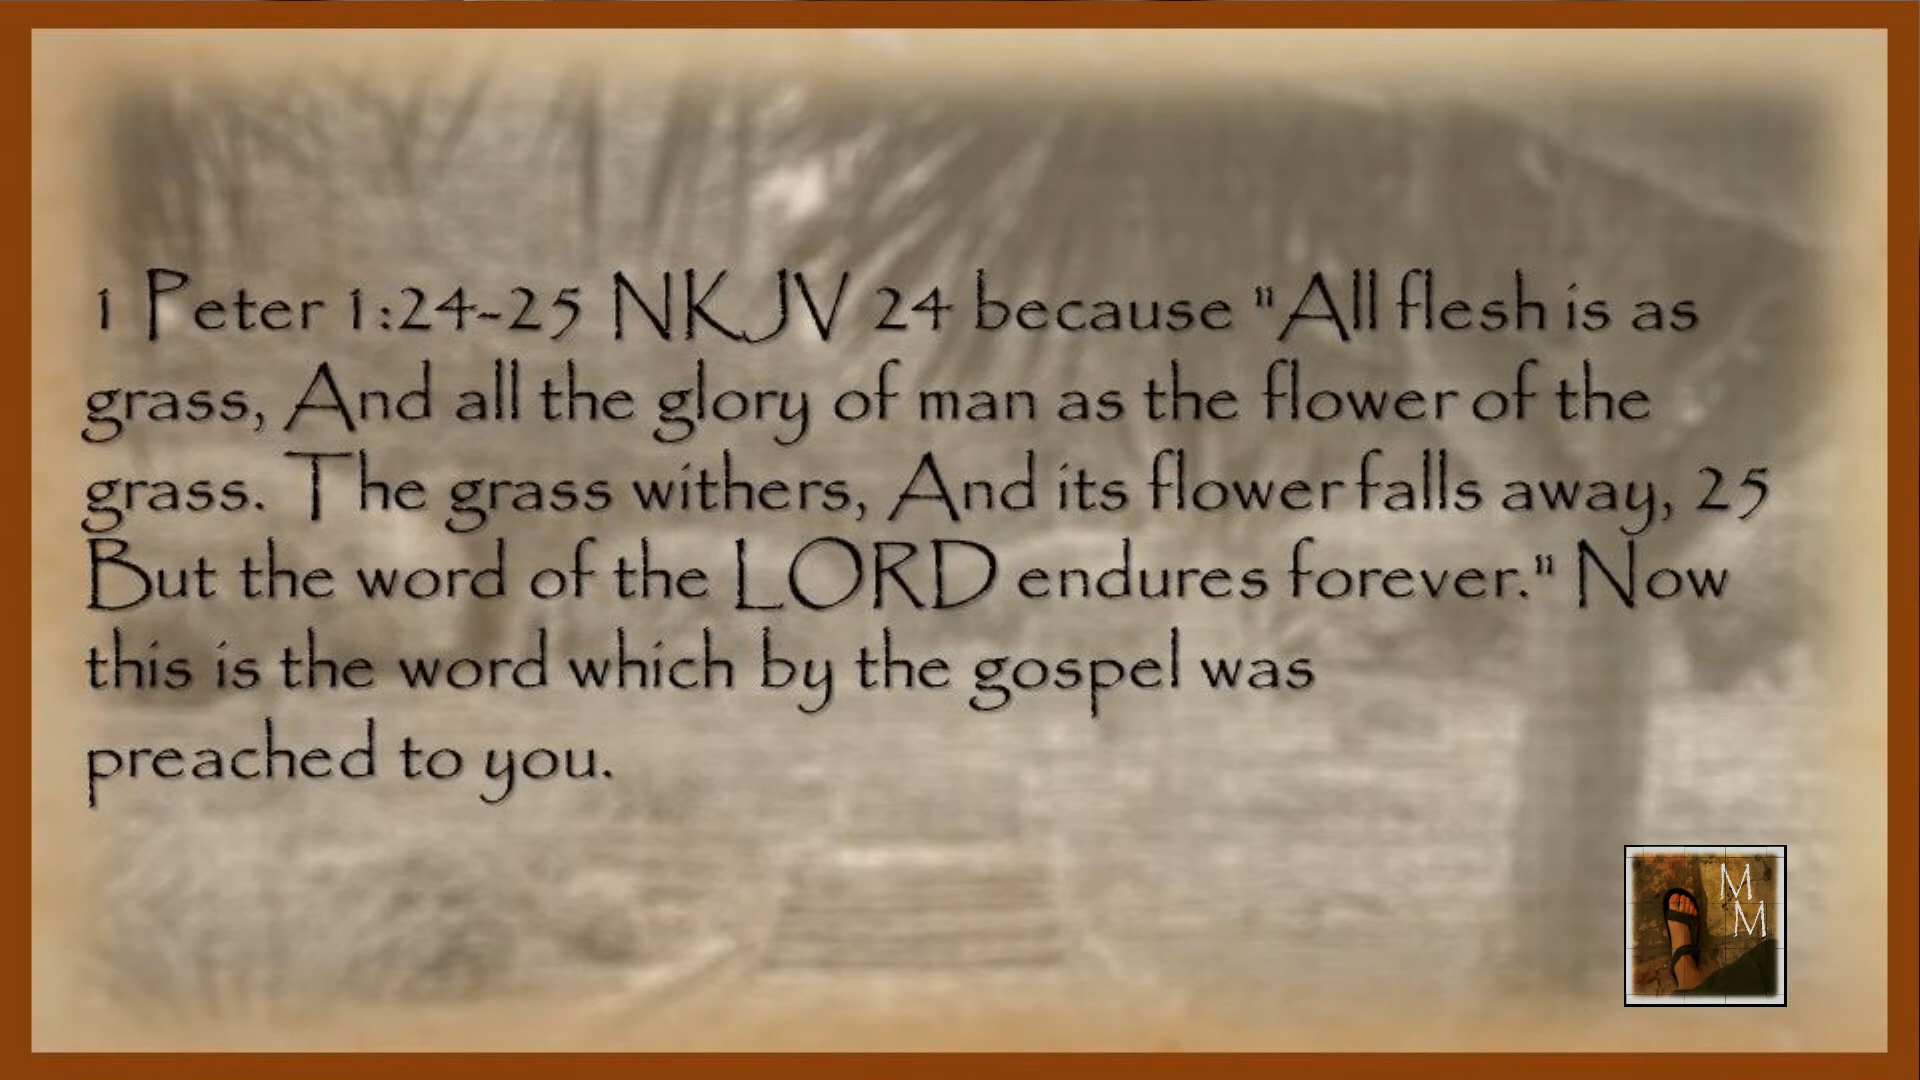 1 Peter 1:24-25 NKJV 24 because "All flesh is as
grass, And all the glory of man as the flower of the
grass. The grass withers, And its flower falls away, 25
But the word of the LORD endures forever." Now
this is the word which by the gospel was
preached to you.
M
M